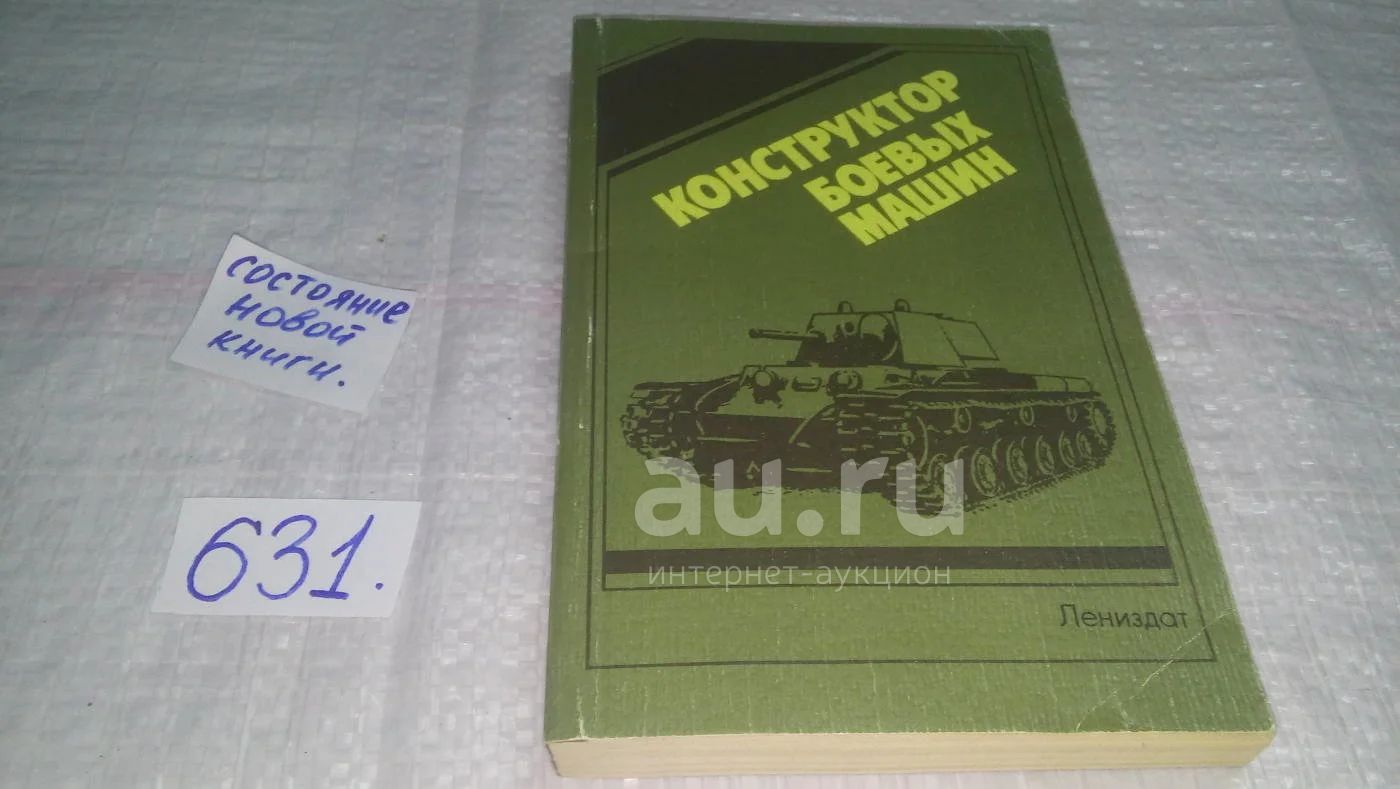 КОНСТРУКТОР
БОЕВЫХ
МАШИН
состояние
новой
книги.
631.
au.ru
интернет-аукцион
Лениздат